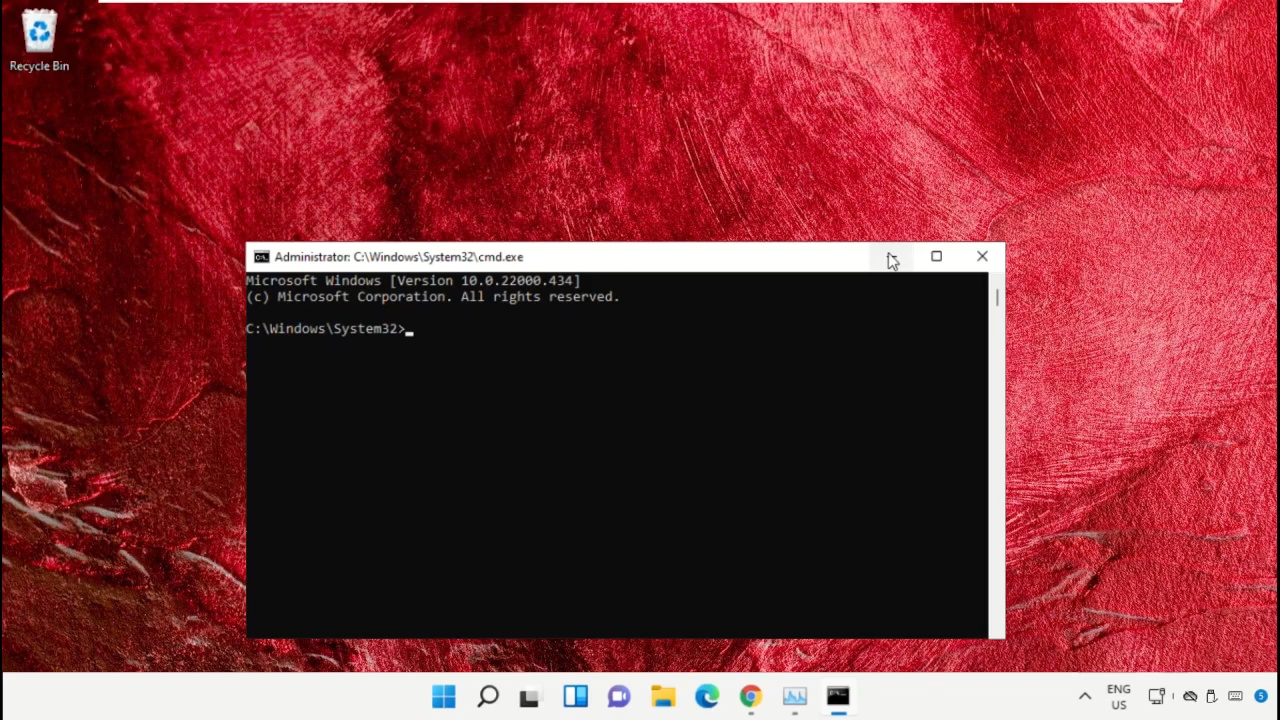 Recycle Bin
Administrator: C:\Windows\System32\cmd.exe
Microsoft Windows [Version 10.0.22000.434]
(c) Microsoft Corporation. All rights reserved.
C:\Windows\System32>
ENG
US
5